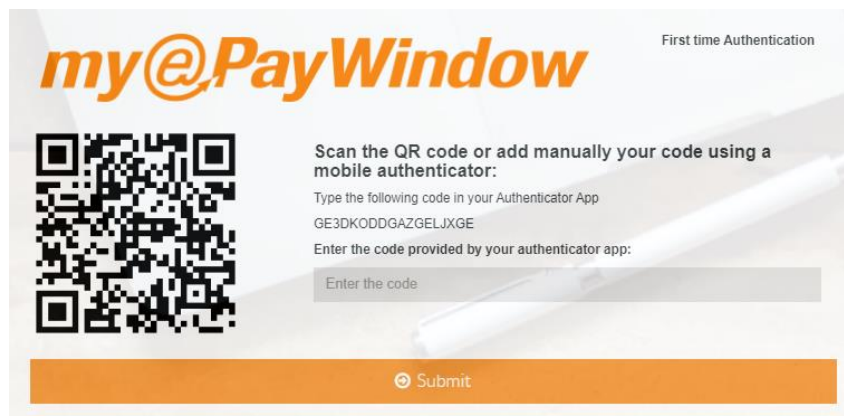 my@PayWindow
First time Authentication
Scan the QR code or add manually your code using a
mobile authenticator:
Type the following code in your Authenticator App
GE3DKODDGAZGELJXGE
Enter the code provided by your authenticator app:
Enter the code
Submit